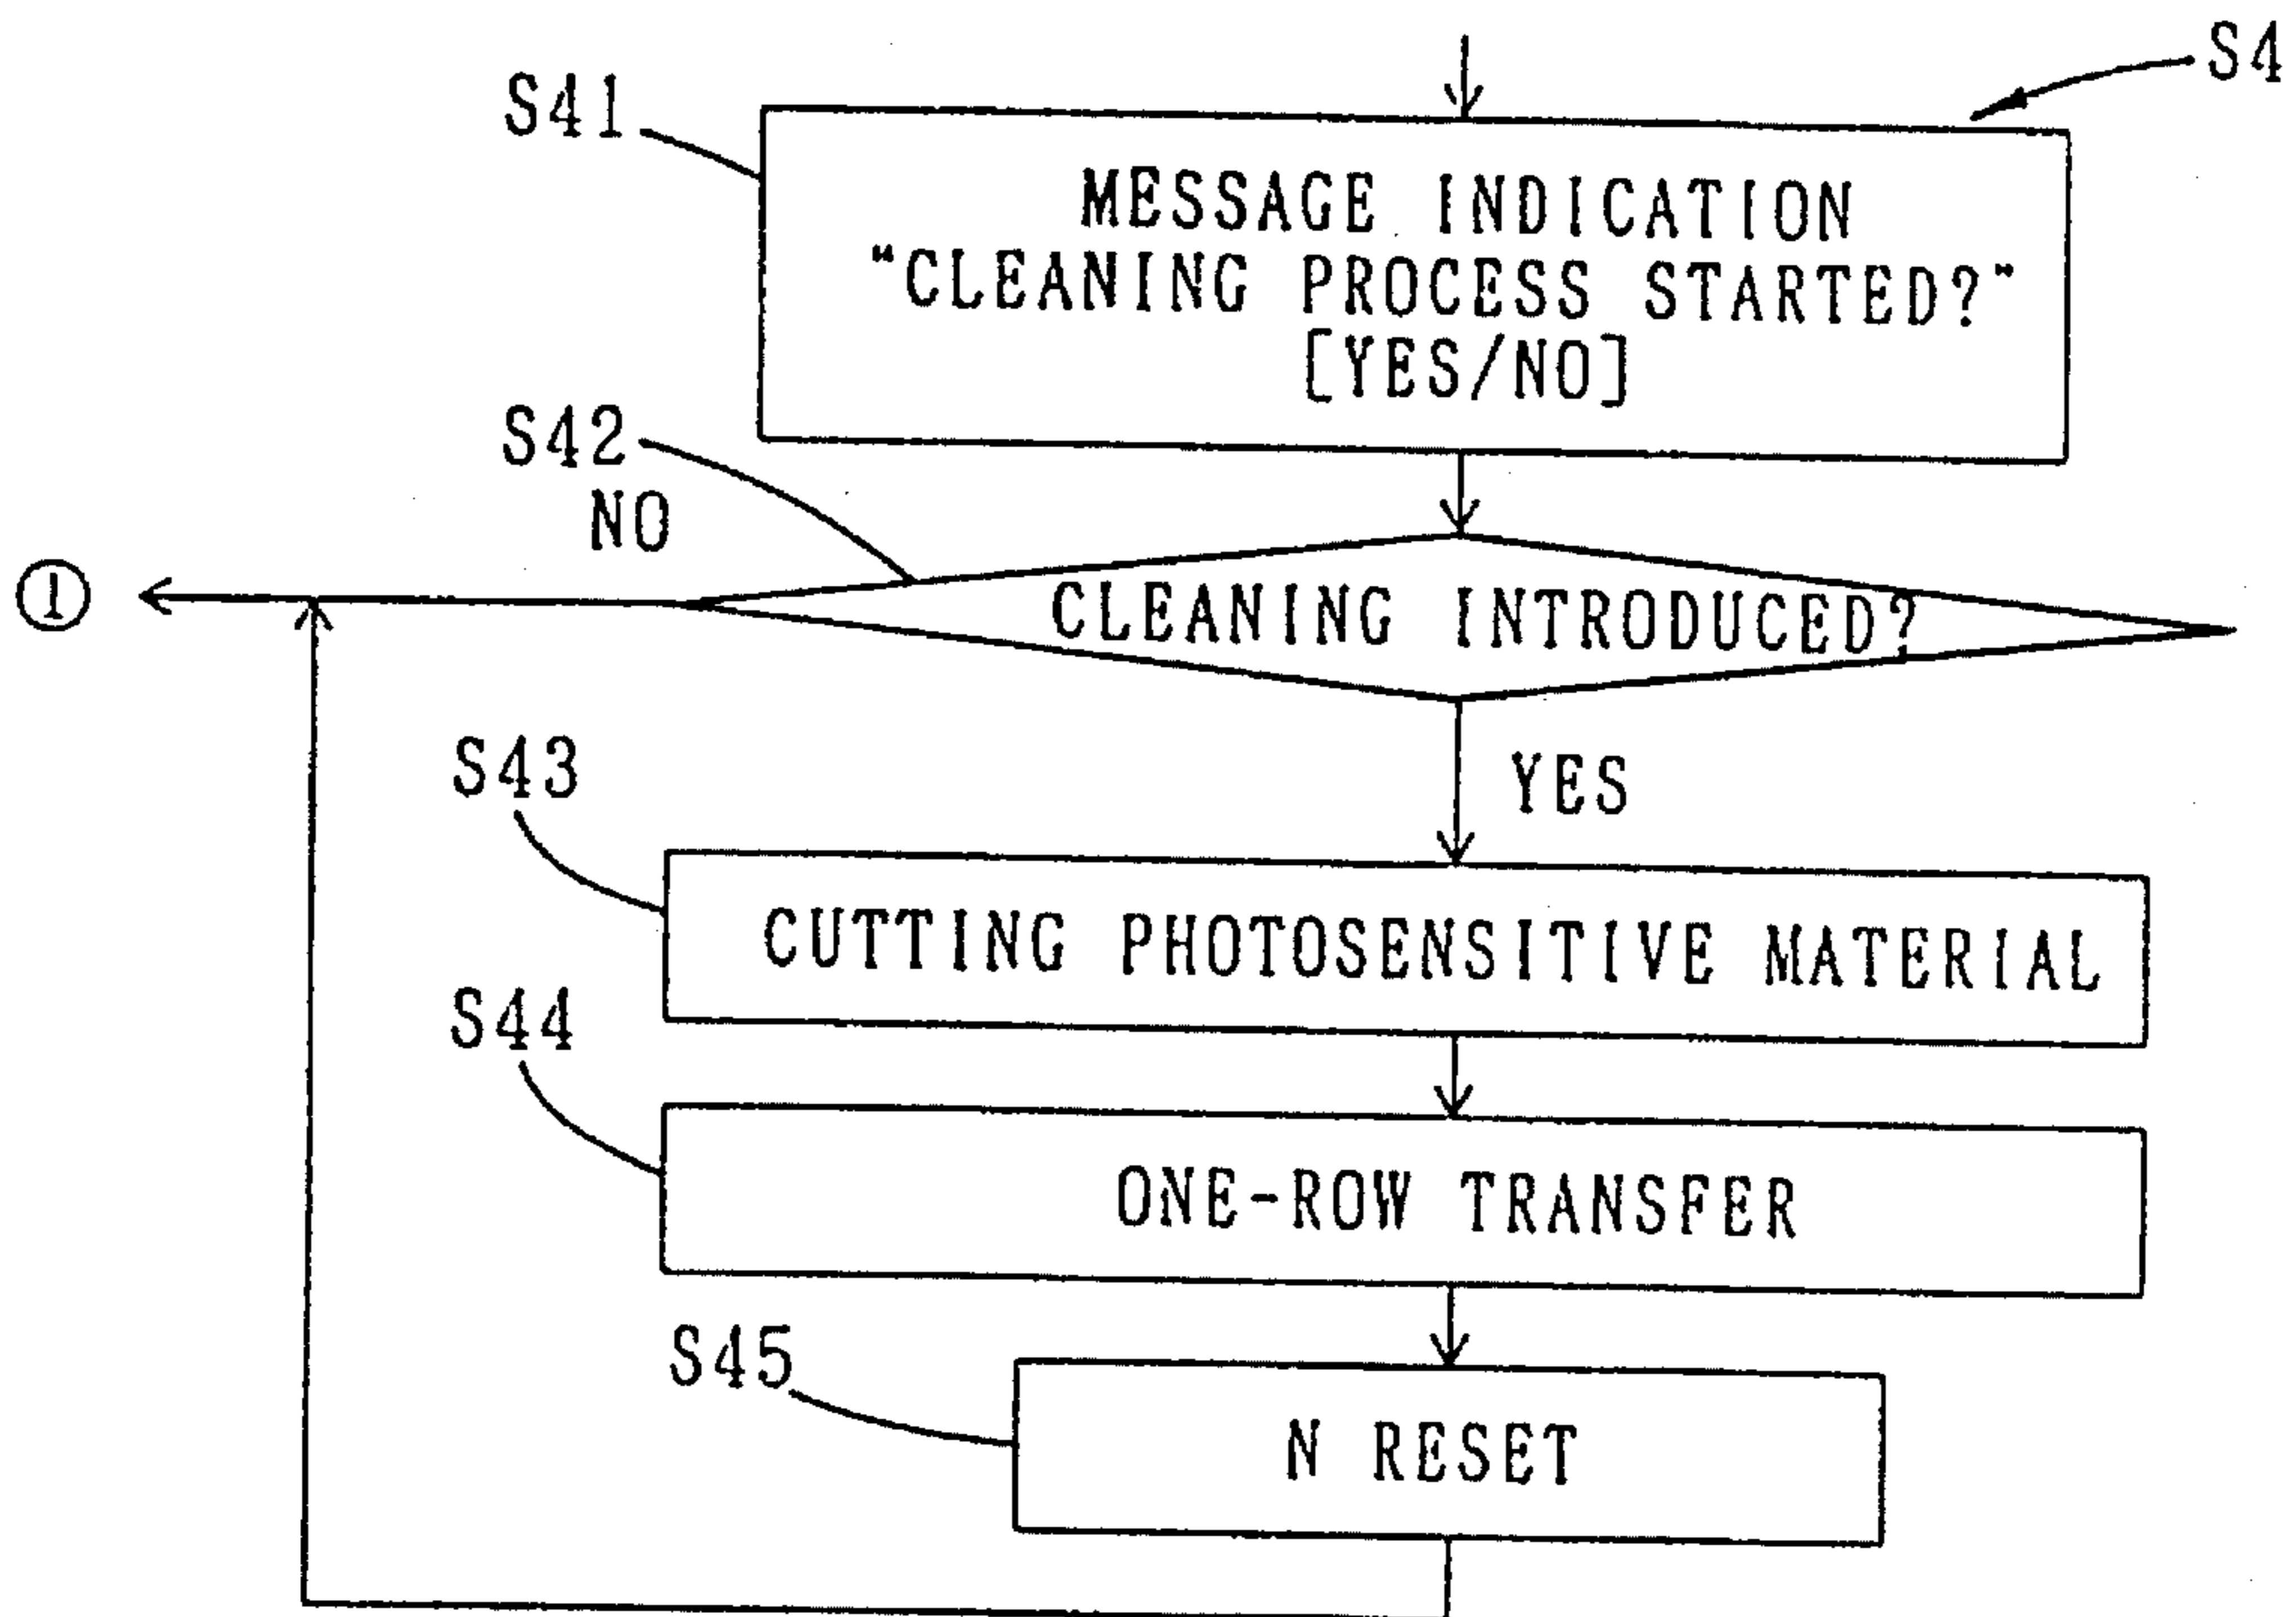 S4
S41
MESSAGE INDICATION
“CLEANING PROCESS STARTED?”
[YES/NO]
S42
NO
①
CLEANING INTRODUCED?
YES
S43
CUTTING PHOTOSENSITIVE MATERIAL
S44
ONE-ROW TRANSFER
S45
N RESET